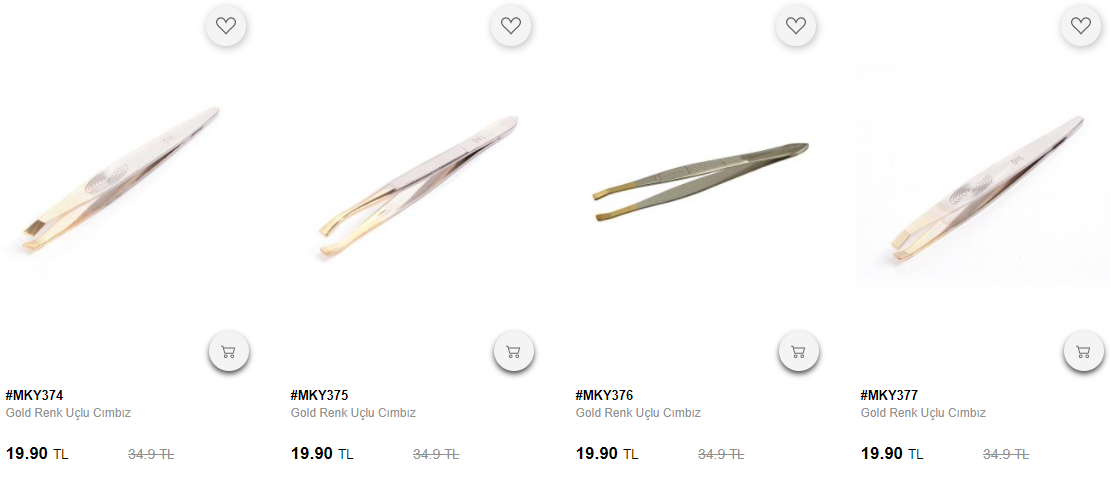 #MKY374
Gold Renk Uçlu Cımbız
19.90 TL 34.9 TL
#MKY375
Gold Renk Uçlu Cımbız
19.90 TL 34.9 TL
#MKY376
Gold Renk Uçlu Cımbız
19.90 TL 34.9 TL
#MKY377
Gold Renk Uçlu Cımbız
19.90 TL 34.9 TL